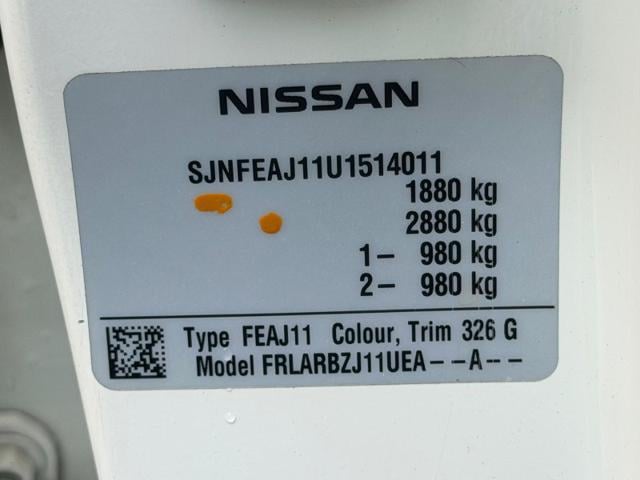 NISSAN
SJNFEAJ11U1514011
1880 kg
2880 kg
1– 980 kg
2– 980 kg
Type FEAJ11 Colour, Trim 326 G
Model FRLARBZJ11UEA– –A– –